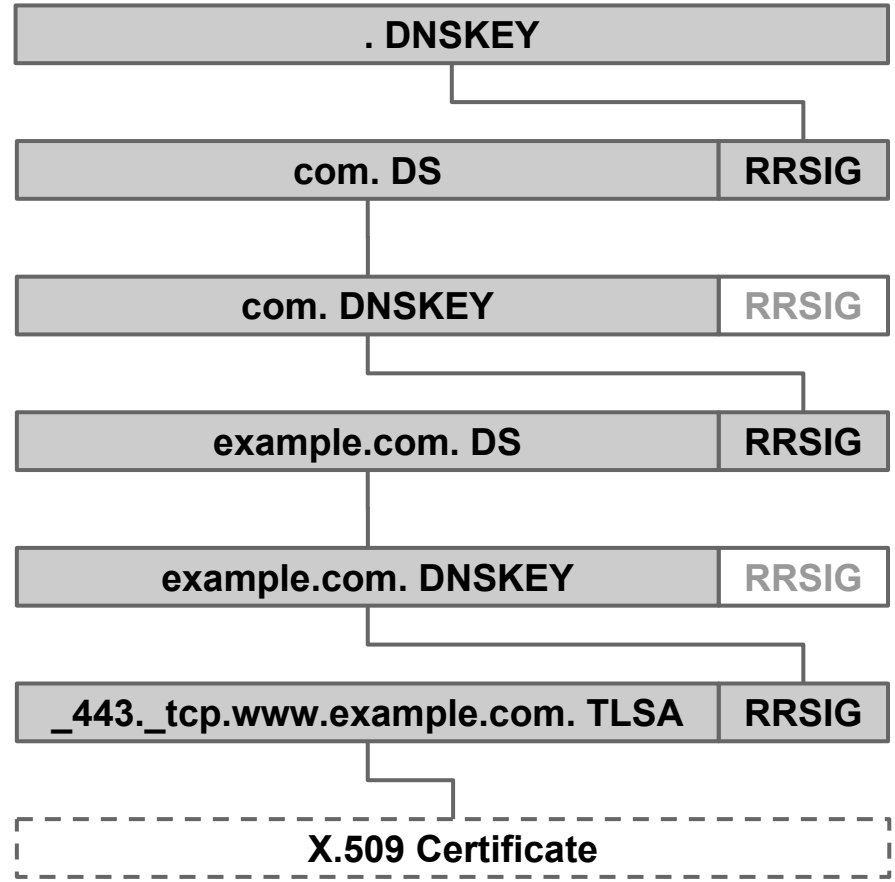 . DNSKEY
com. DS RRSIG
com. DNSKEY RRSIG
example.com. DS RRSIG
example.com. DNSKEY RRSIG
_443._tcp.www.example.com. TLSA RRSIG
X.509 Certificate